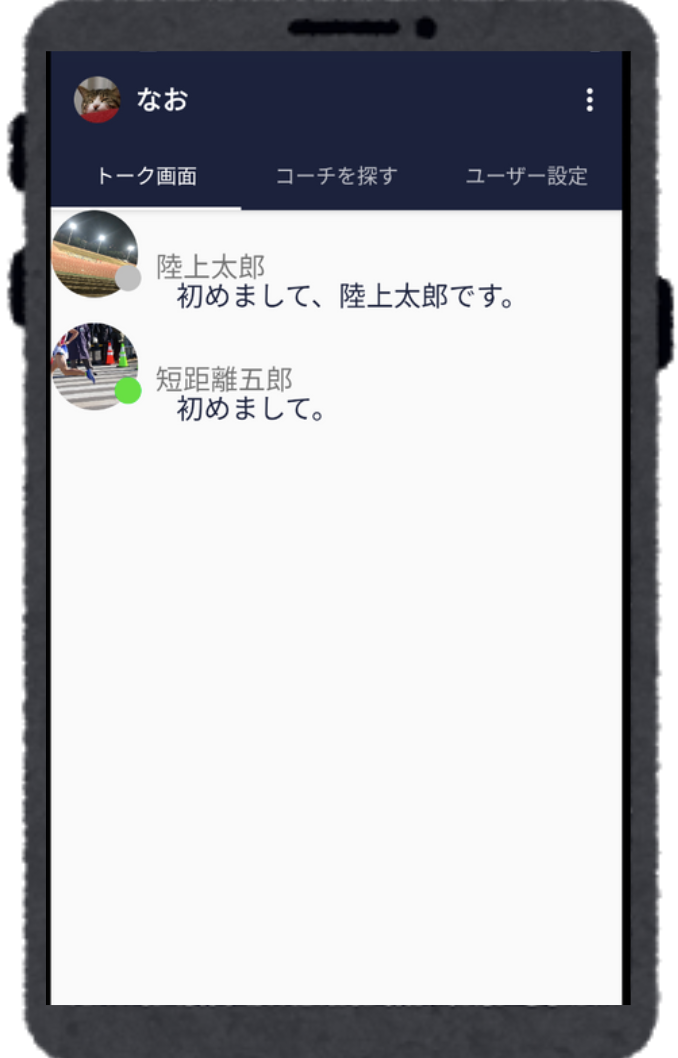 なお
トーク画面 コーチを探す ユーザー設定
陸上太郎
初めまして、陸上太郎です。
短距離五郎
初めまして。